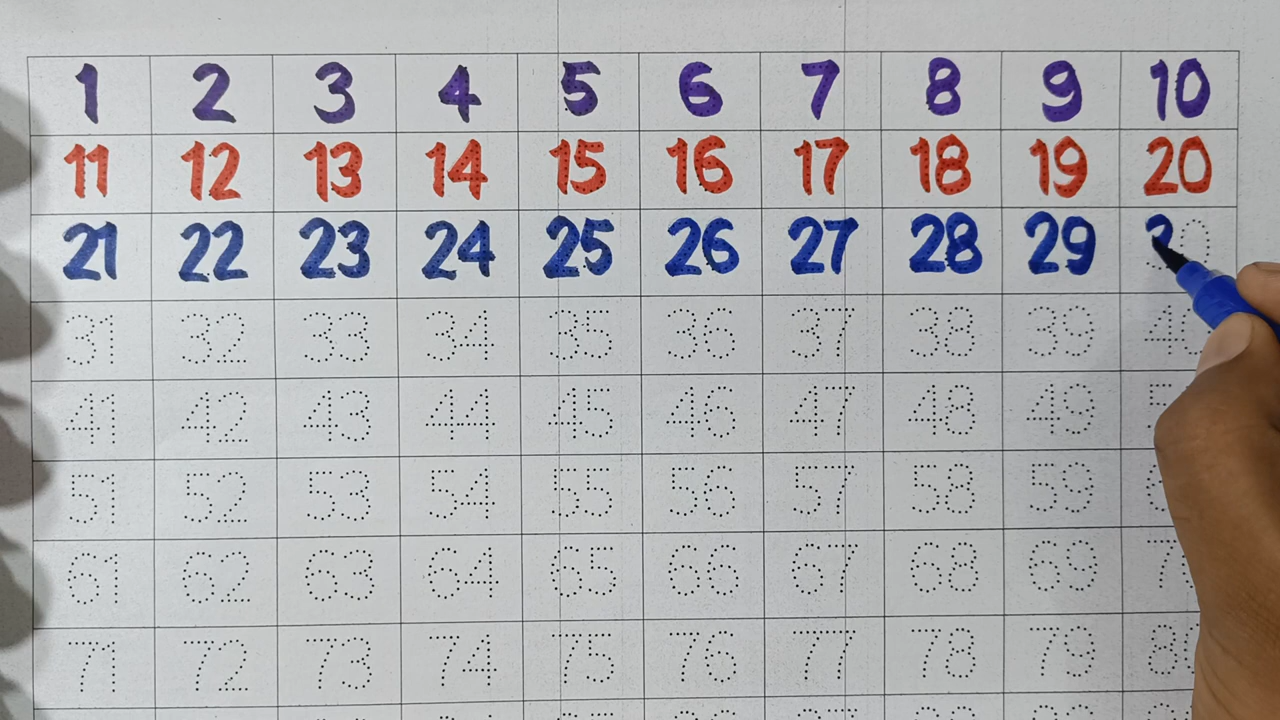 1 2 3 4 5 6 7 8 9 10
11 12 13 14 15 16 17 18 19 20
21 22 23 24 25 26 27 28 29 30
31 32 33 34 35 36 37 38 39 40
41 42 43 44 45 46 47 48 49
51 52 53 54 55 56 57 58 59
61 62 63 64 65 66 67 68 69
71 72 73 74 75 76 77 78 79 80